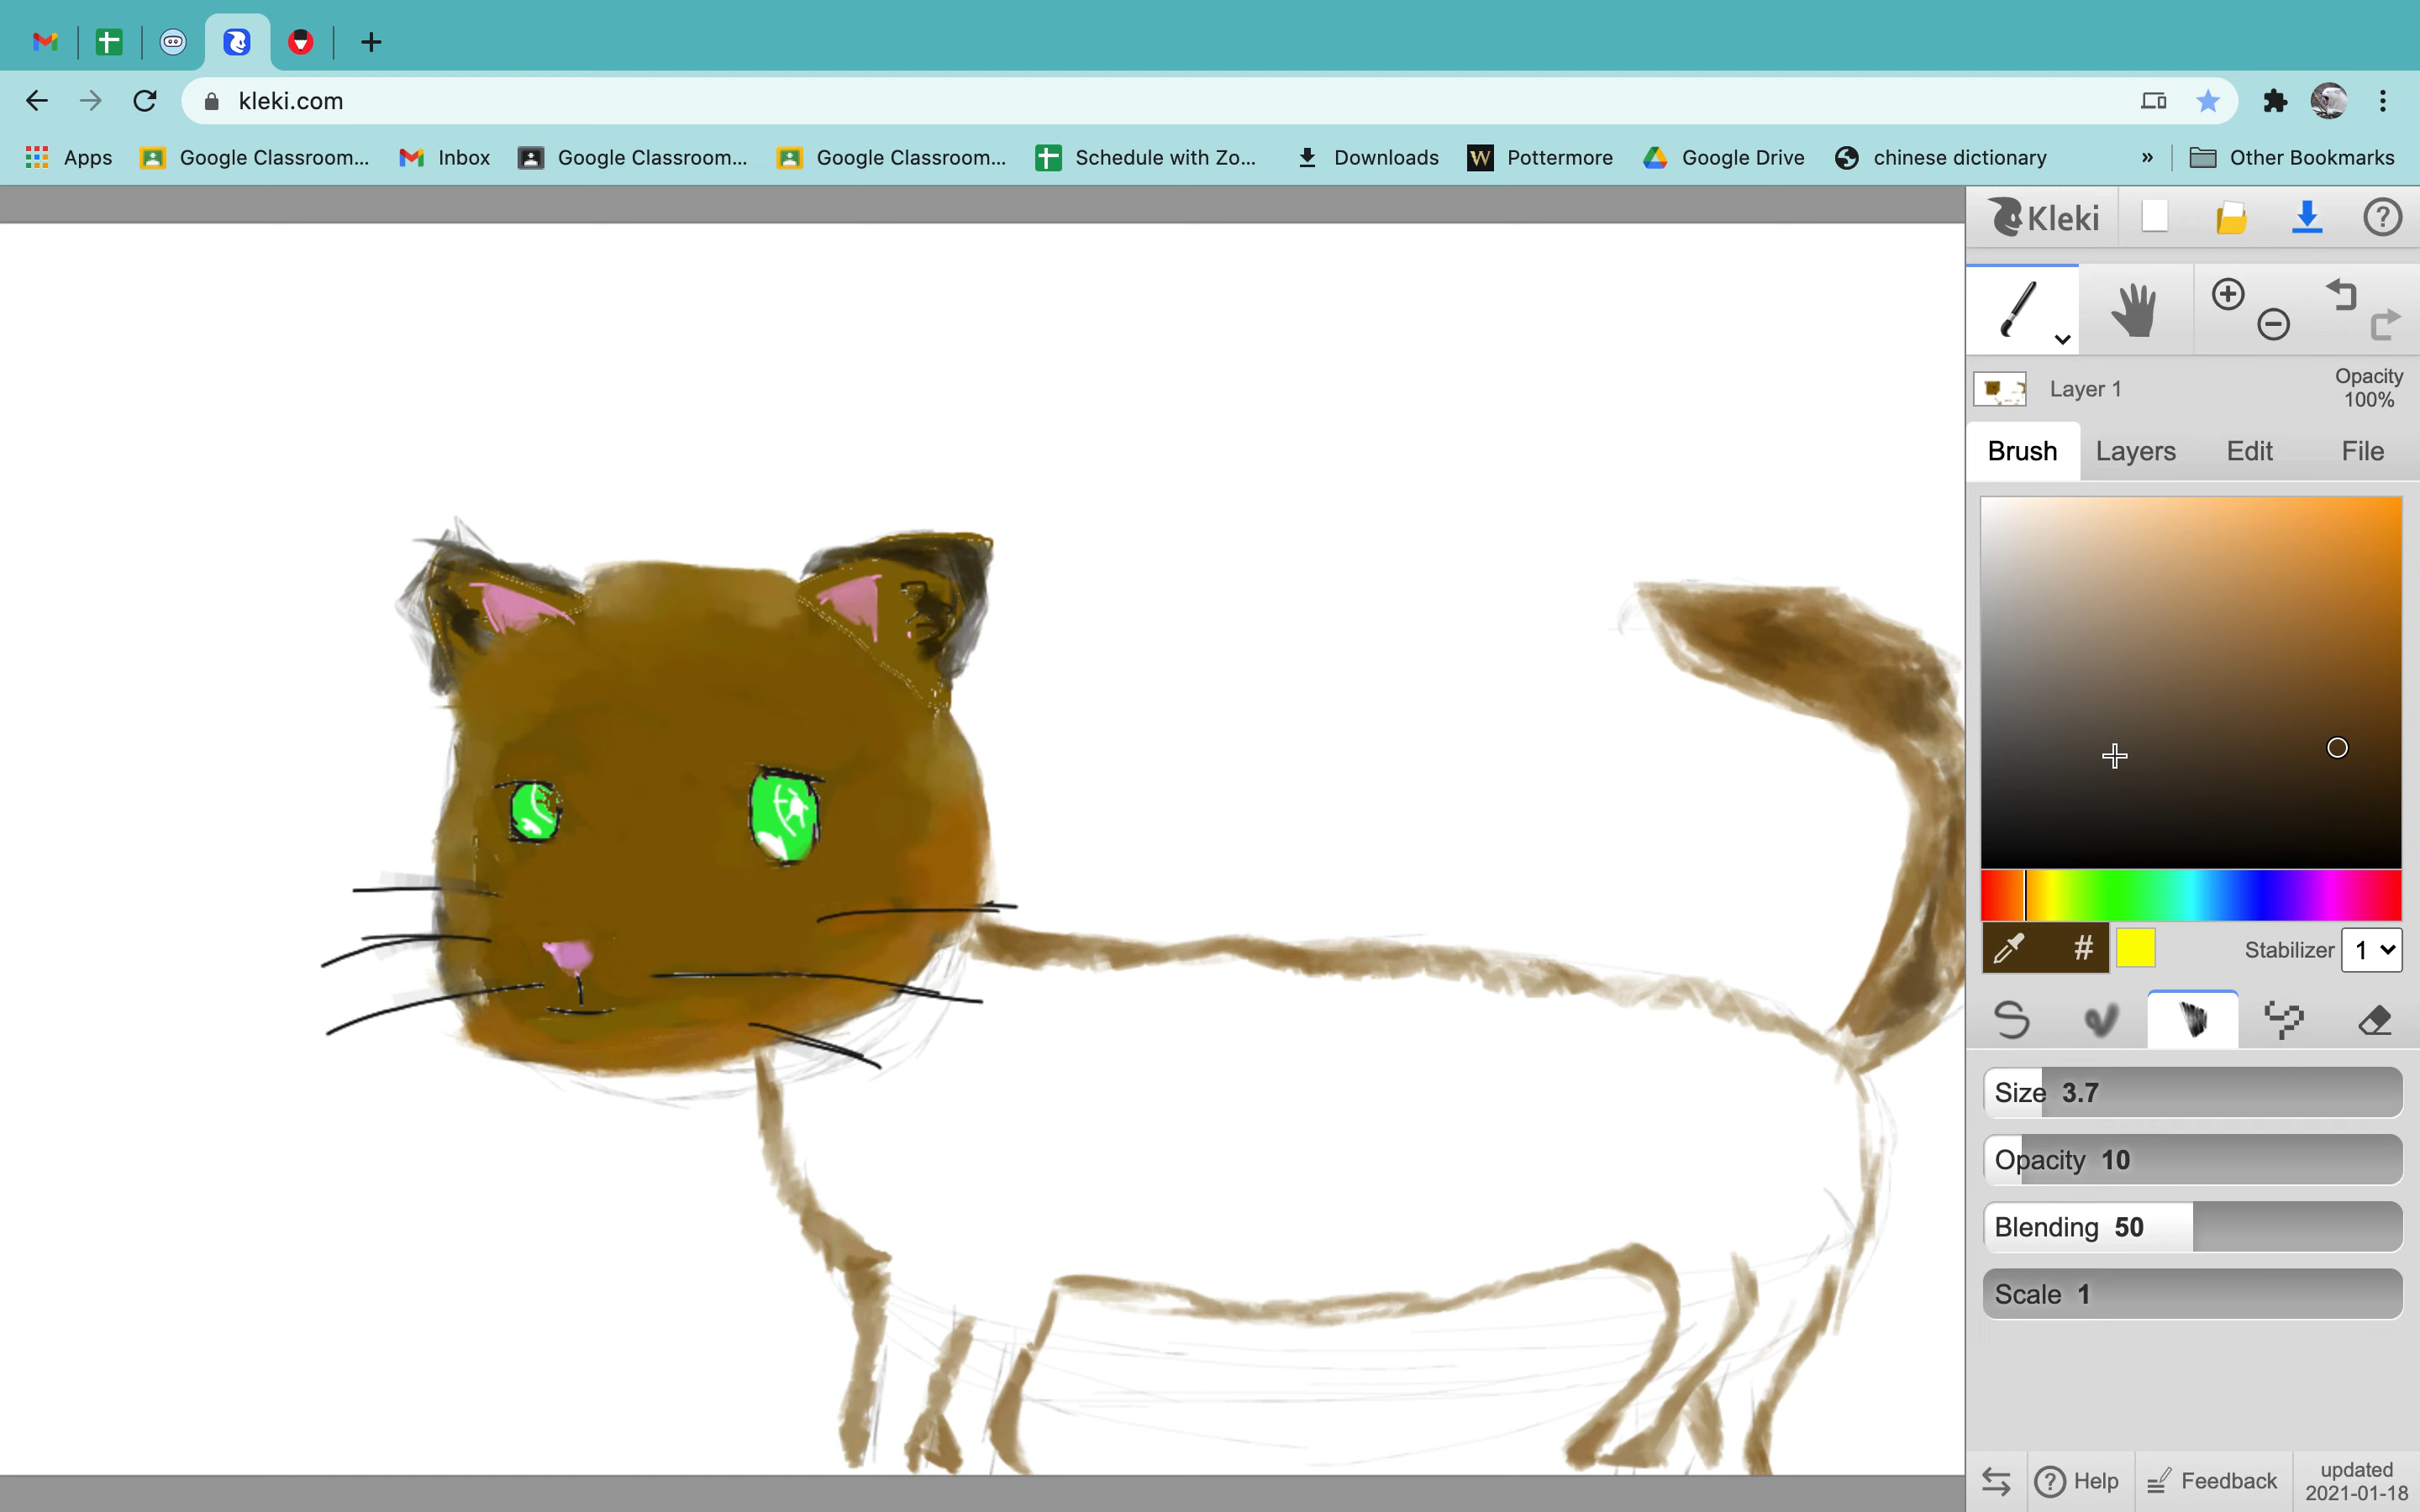 kleki.com
Apps
Google Classroom...
Inbox
Google Classroom...
Google Classroom...
Schedule with Zo...
Downloads
W Pottermore
Google Drive
chinese dictionary
»
Other Bookmarks
Kleki
Layer 1
Opacity
100%
Brush
Layers
Edit
File
#
Stabilizer
1
Size 3.7
Opacity 10
Blending 50
Scale 1
Help
Feedback
updated
2021-01-18